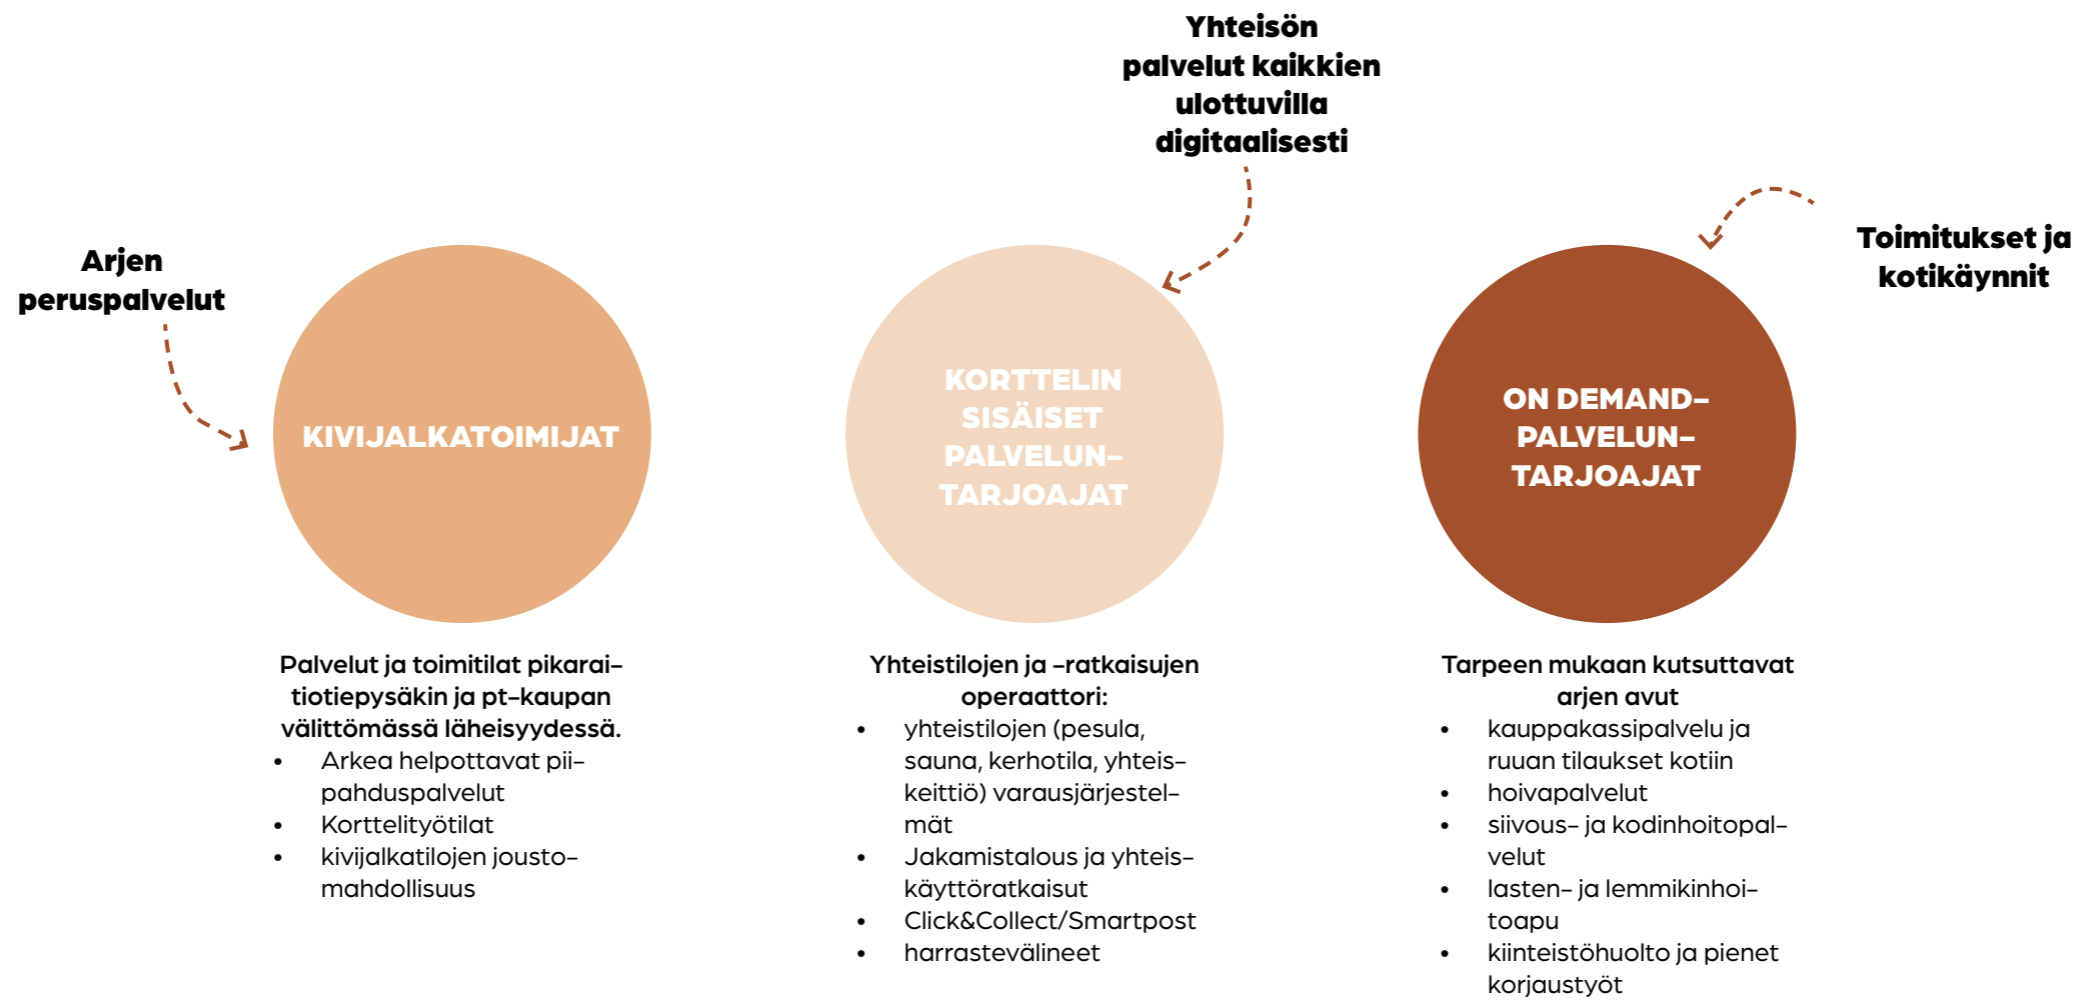 Arjen
peruspalvelut
KIVIJALKATOIMIJAT
Palvelut ja toimitilat pikarai-
tiotiepysäkin ja pt-kaupan
välittömässä läheisyydessä.
• Arkea helpottavat pii-
pahduspalvelut
• Korttelityötilat
• kivijalkatilojen jousto-
mahdollisuus
Yhteisön
palvelut kaikkien
ulottuvilla
digitaalisesti
KORTTELIN
SISÄISET
PALVELUN-
TARJOAJAT
Yhteistilojen ja -ratkaisujen
operaattori:
• yhteistilojen (pesula,
sauna, kerhotila, yhteis-
keittiö) varausjärjestel-
mät
• Jakamistalous ja yhteis-
käyttöratkaisut
• Click&Collect/Smartpost
• harrastevälineet
Toimitukset ja
kotikäynnit
ON DEMAND-
PALVELUN-
TARJOAJAT
Tarpeen mukaan kutsuttavat
arjen avut
• kauppakassipalvelu ja
ruuan tilaukset kotiin
• hoivapalvelut
• siivous- ja kodinhoitopal-
velut
• lasten- ja lemmikinhoi-
toapu
• kiinteistöhuolto ja pienet
korjaustyöt